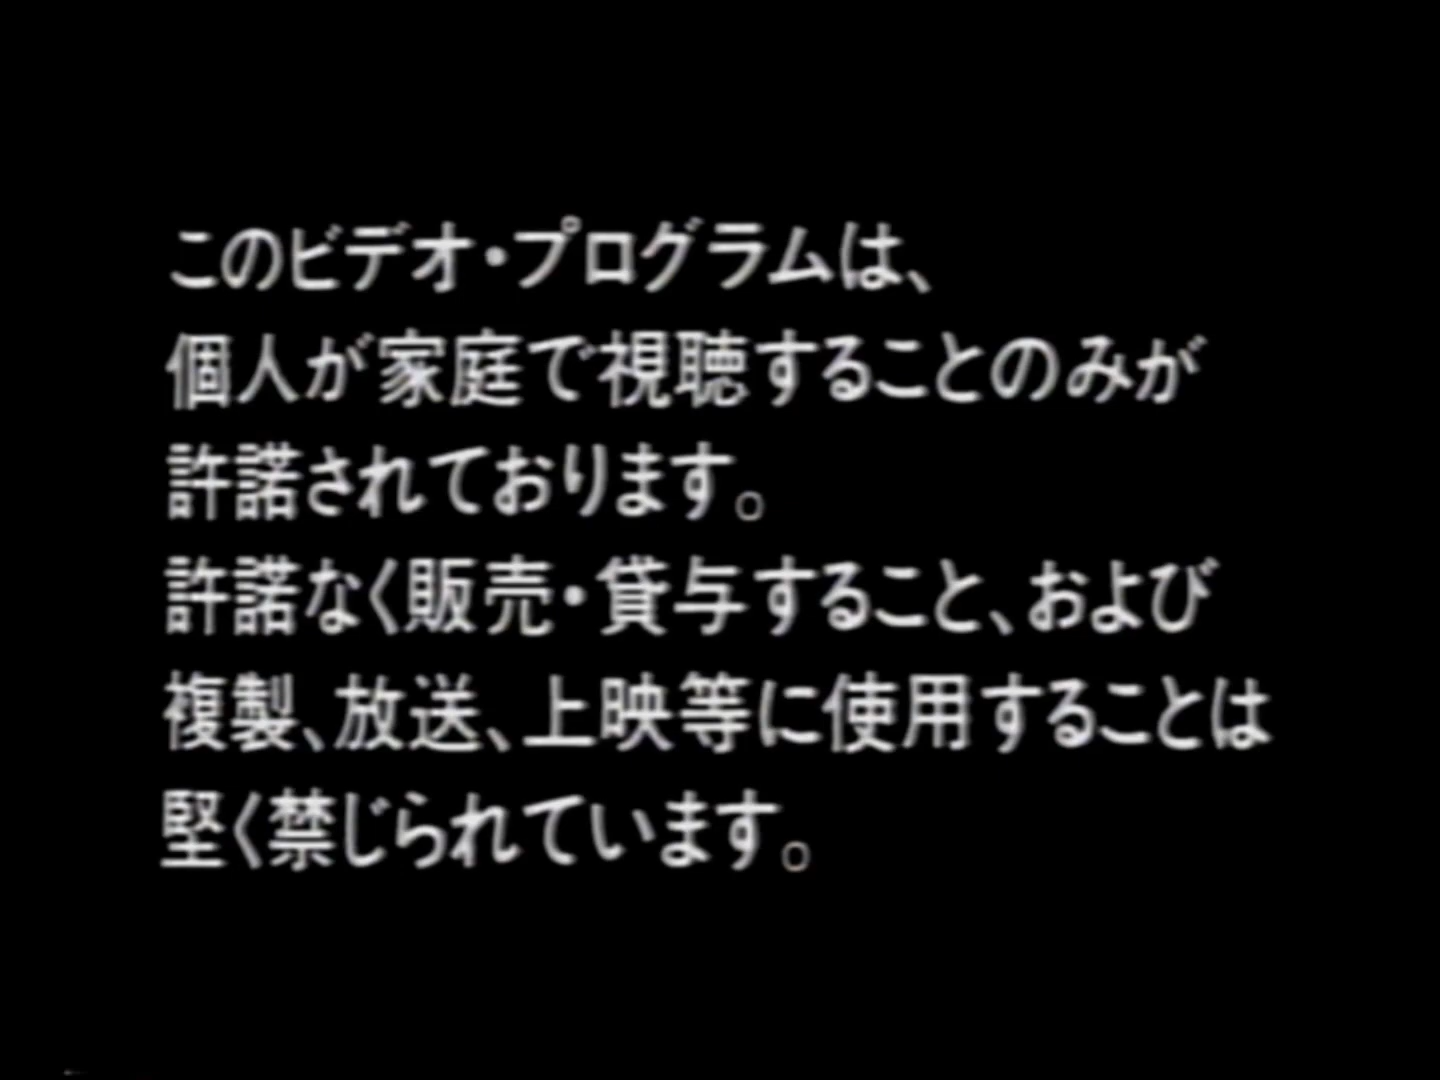 このビデオ・プログラムは、
個人が家庭で視聴することのみが
許諾されております。
許諾なく販売・貸与すること、および
複製、放送、上映等に使用することは
堅く禁じられています。